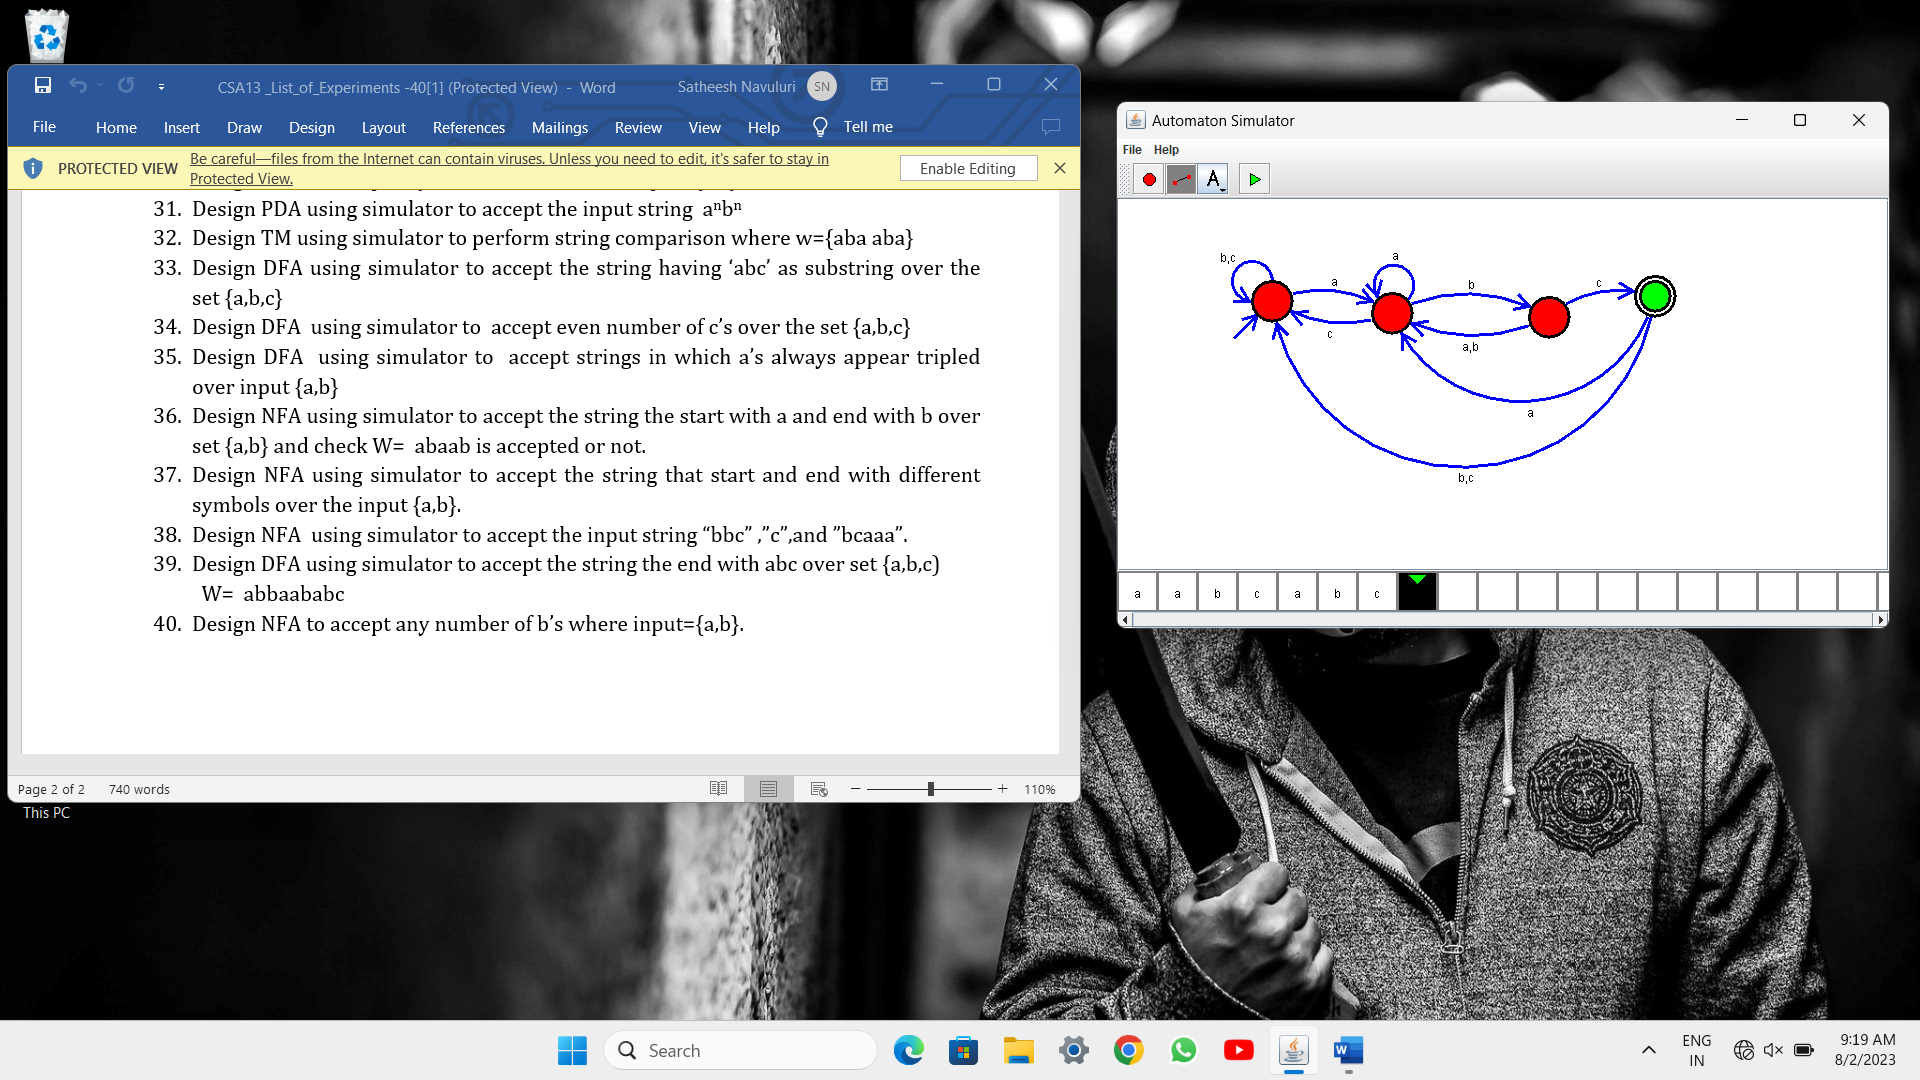 CSA13 _List_of_Experiments -40[1] (Protected View) - Word
Satheesh Navuluri
SN
File Home Insert Draw Design Layout References Mailings Review View Help Tell me
PROTECTED VIEW
Be careful—files from the Internet can contain viruses. Unless you need to edit, it's safer to stay in
Protected View.
Enable Editing
31. Design PDA using simulator to accept the input string aⁿbⁿ
32. Design TM using simulator to perform string comparison where w={aba aba}
33. Design DFA using simulator to accept the string having ‘abc’ as substring over the
set {a,b,c}
34. Design DFA using simulator to accept even number of c’s over the set {a,b,c}
35. Design DFA using simulator to accept strings in which a’s always appear tripled
over input {a,b}
36. Design NFA using simulator to accept the string the start with a and end with b over
set {a,b} and check W= abaab is accepted or not.
37. Design NFA using simulator to accept the string that start and end with different
symbols over the input {a,b}.
38. Design NFA using simulator to accept the input string “bbc” ,”c”,and ”bcaaa”.
39. Design DFA using simulator to accept the string the end with abc over set {a,b,c)
W= abbaababc
40. Design NFA to accept any number of b’s where input={a,b}.
Page 2 of 2 740 words
110%
This PC
Automaton Simulator
File Help
A
b,c
a
a
b
c
c
a,b
a
b,c
a a b c a b c
Search
ENG
IN
9:19 AM
8/2/2023